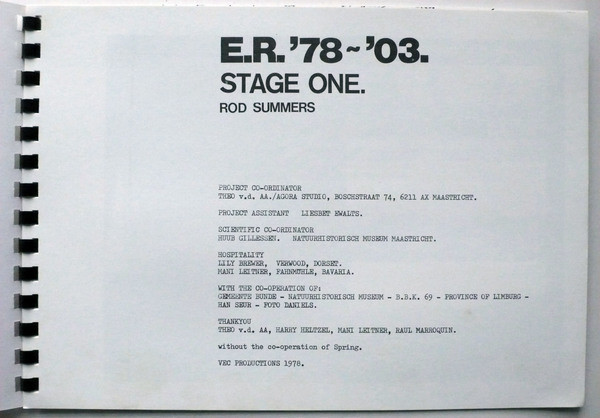 E.R. '78~'03.
STAGE ONE.
ROD SUMMERS
PROJECT CO-ORDINATOR
THEO v.d. AA./AGORA STUDIO, BOSCHSTRAAT 74, 6211 AX MAASTRICHT.
PROJECT ASSISTANT LIESBET EWALTS.
SCIENTIFIC CO-ORDINATOR
HUUB GILLESSEN. NATUURHISTORISCH MUSEUM MAASTRICHT.
HOSPITALITY
LILY BREWER, VERWOOD, DORSET.
MANI LEITNER, FAHNMUHLE, BAVARIA.
WITH THE CO-OPERATION OF:
GEMEENTE BUNDE - NATUURHISTORISCH MUSEUM - B.B.K. 69 - PROVINCE OF LIMBURG -
HAN SEUR - FOTO DANIELS.
THANKYOU
THEO v.d. AA, HARRY HELTZEL, MANI LEITNER, RAUL MARROQUIN.
without the co-operation of Spring.
VEC PRODUCTIONS 1978.